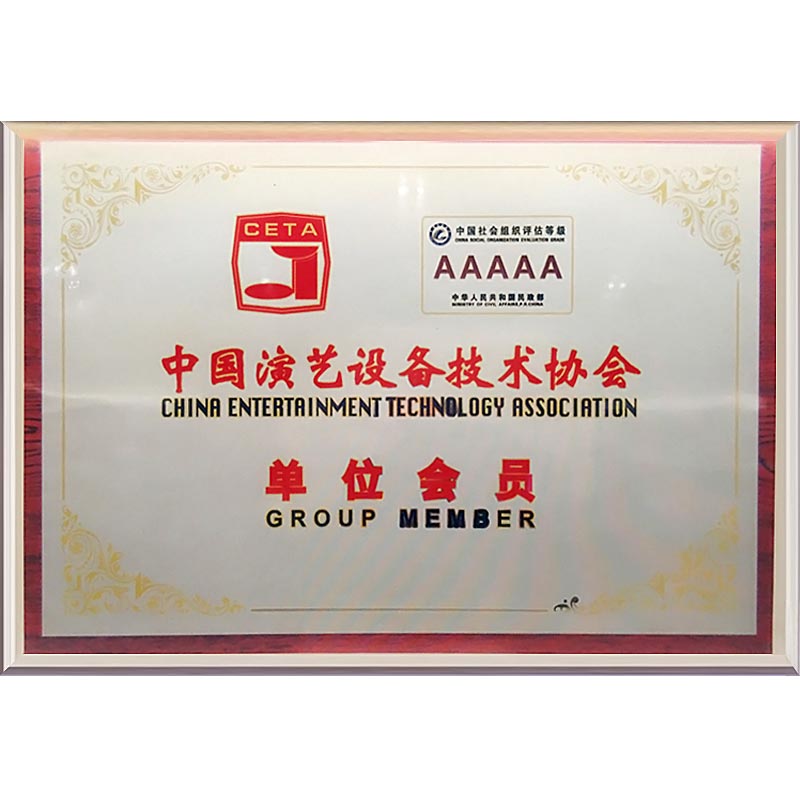 CETA
中国社会组织评估等级
CHINA SOCIAL ORGANIZATION EVALUATION GRADE
AAAAA
中华人民共和国民政部
MINISTRY OF CIVIL AFFAIRS,P.R.CHINA
中国演艺设备技术协会
CHINA ENTERTAINMENT TECHNOLOGY ASSOCIATION
单位会员
GROUP MEMBER